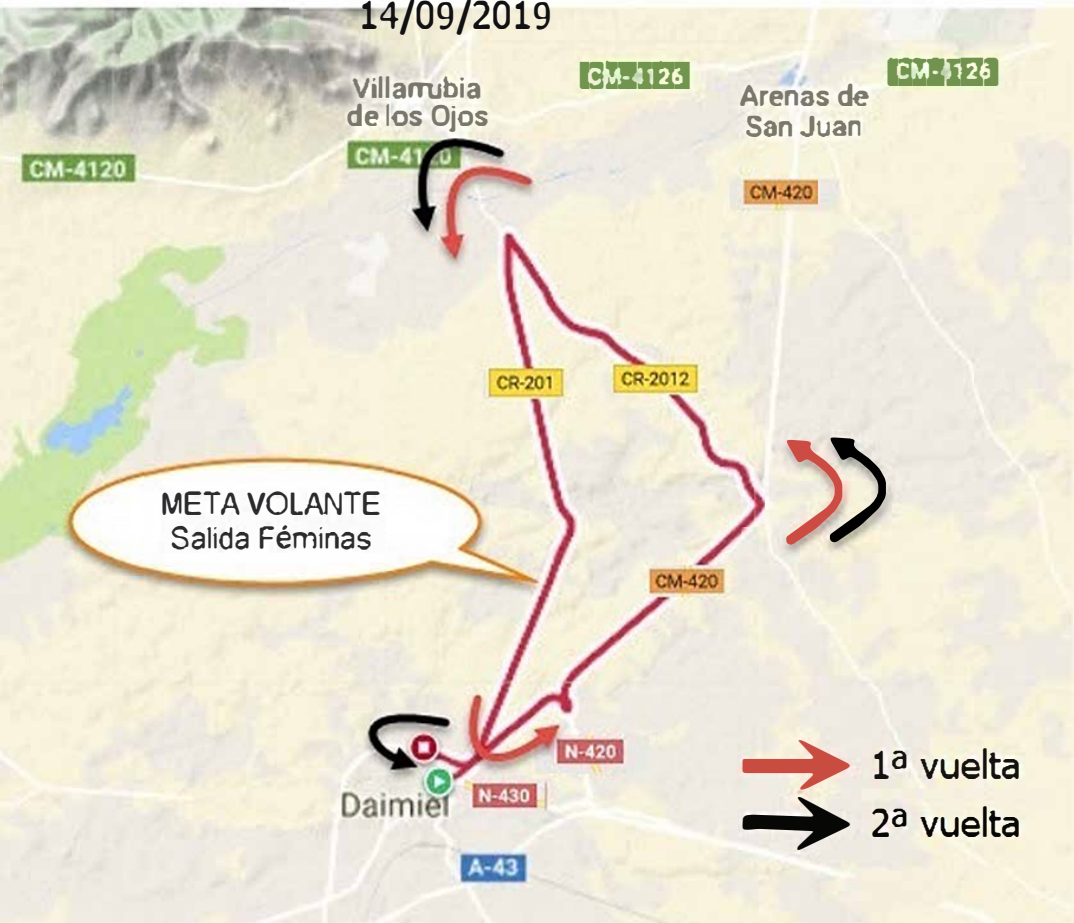 14/09/2019
Villarrubia
de los Ojos
CM-4126
CM-4126
Arenas de
San Juan
CM-4120
CM-4120
CM-420
CR-201
CR-2012
META VOLANTE
Salida Féminas
CM-420
N-420
N-430
Daimiel
A-43
1ª vuelta
2ª vuelta